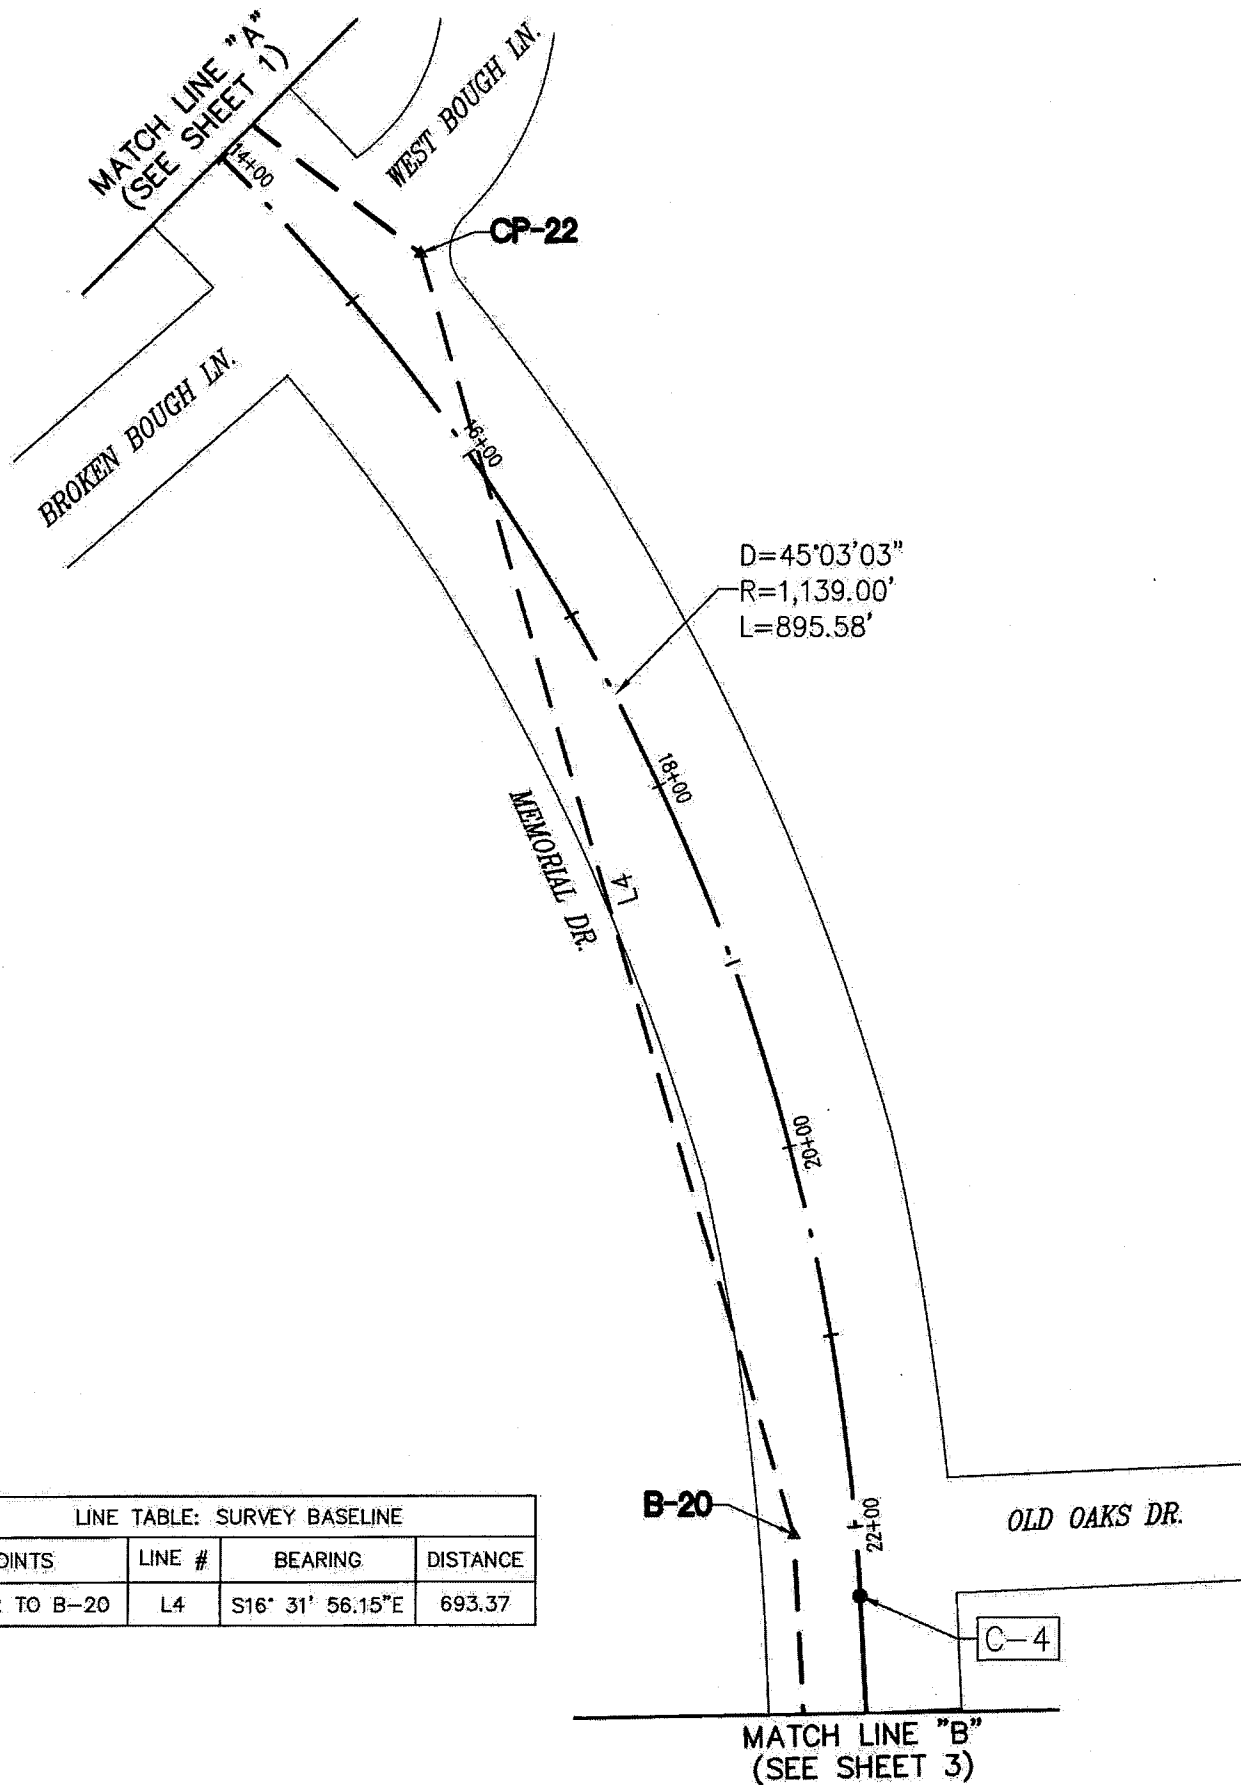 MATCH LINE "A"
(SEE SHEET 1)
WEST BOUGH LN.
14+00
CP-22
BROKEN BOUGH LN.
16+00
D=45°03'03"
R=1,139.00'
L=895.58'
18+00
MEMORIAL DR.
L4
20+00
B-20
22+00
OLD OAKS DR.
C-4
LINE TABLE: SURVEY BASELINE
OINTS LINE # BEARING DISTANCE
TO B-20 L4 S16° 31' 56.15"E 693.37
MATCH LINE "B"
(SEE SHEET 3)